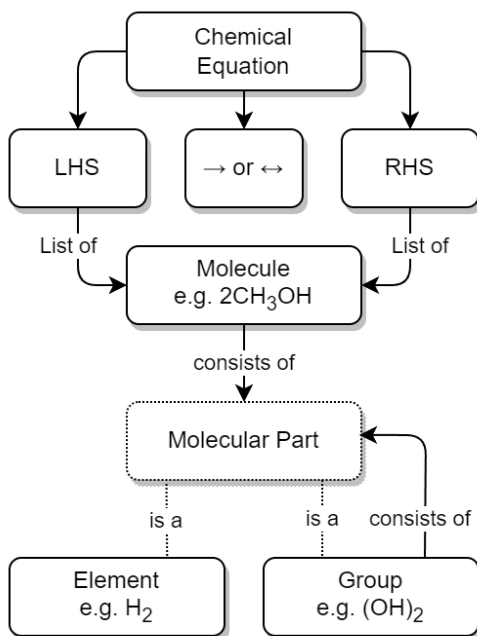 Chemical
Equation
LHS
→ or ↔
RHS
List of
List of
Molecule
e.g. 2CH₃OH
consists of
Molecular Part
is a
is a
consists of
Element
e.g. H₂
Group
e.g. (OH)₂